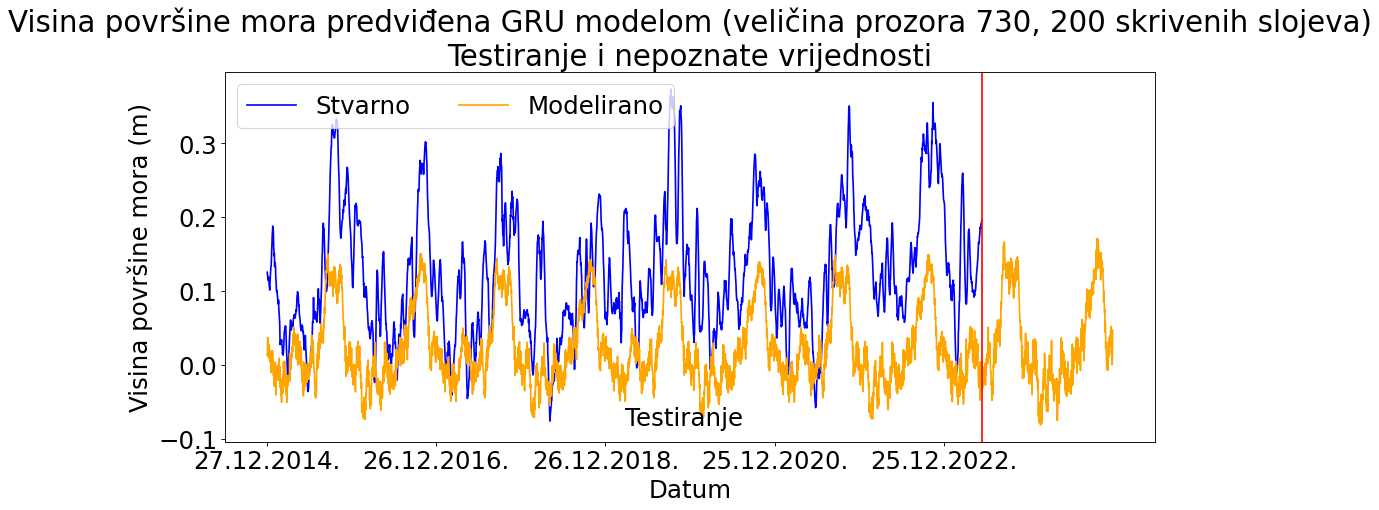 Visina površine mora predviđena GRU modelom (veličina prozora 730, 200 skrivenih slojeva)
Testiranje i nepoznate vrijednosti
Stvarno Modelirano
Visina površine mora (m)
0.3
0.2
0.1
0.0
−0.1
Testiranje
27.12.2014. 26.12.2016. 26.12.2018. 25.12.2020. 25.12.2022.
Datum